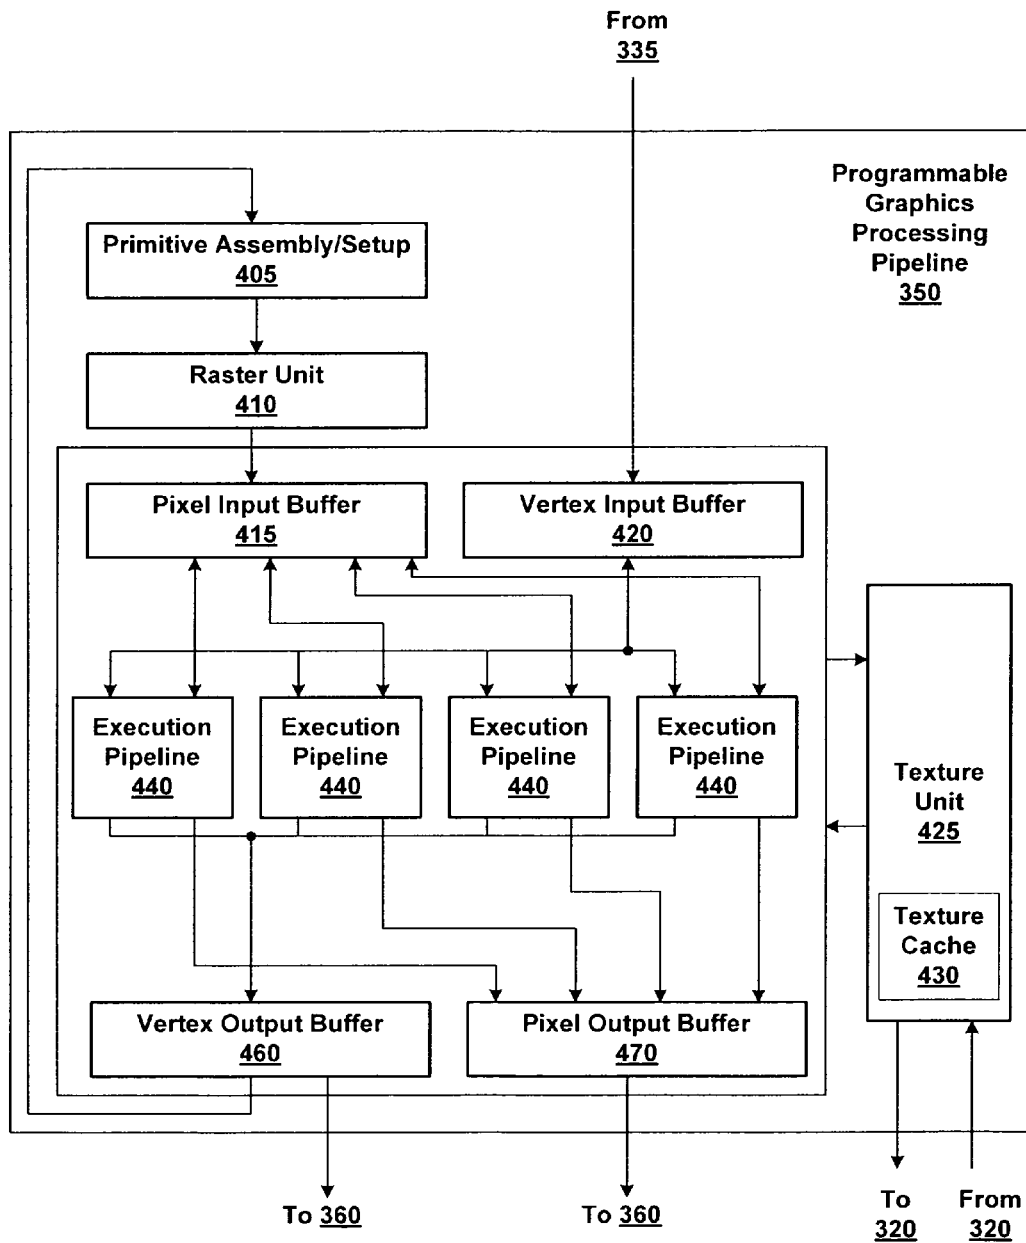 From
335
Programmable
Graphics
Processing
Pipeline
350
Primitive Assembly/Setup
405
Raster Unit
410
Pixel Input Buffer
415
Vertex Input Buffer
420
Execution
Pipeline
440
Execution
Pipeline
440
Execution
Pipeline
440
Execution
Pipeline
440
Texture
Unit
425
Texture
Cache
430
Vertex Output Buffer
460
Pixel Output Buffer
470
To 360
To 360
To
320
From
320